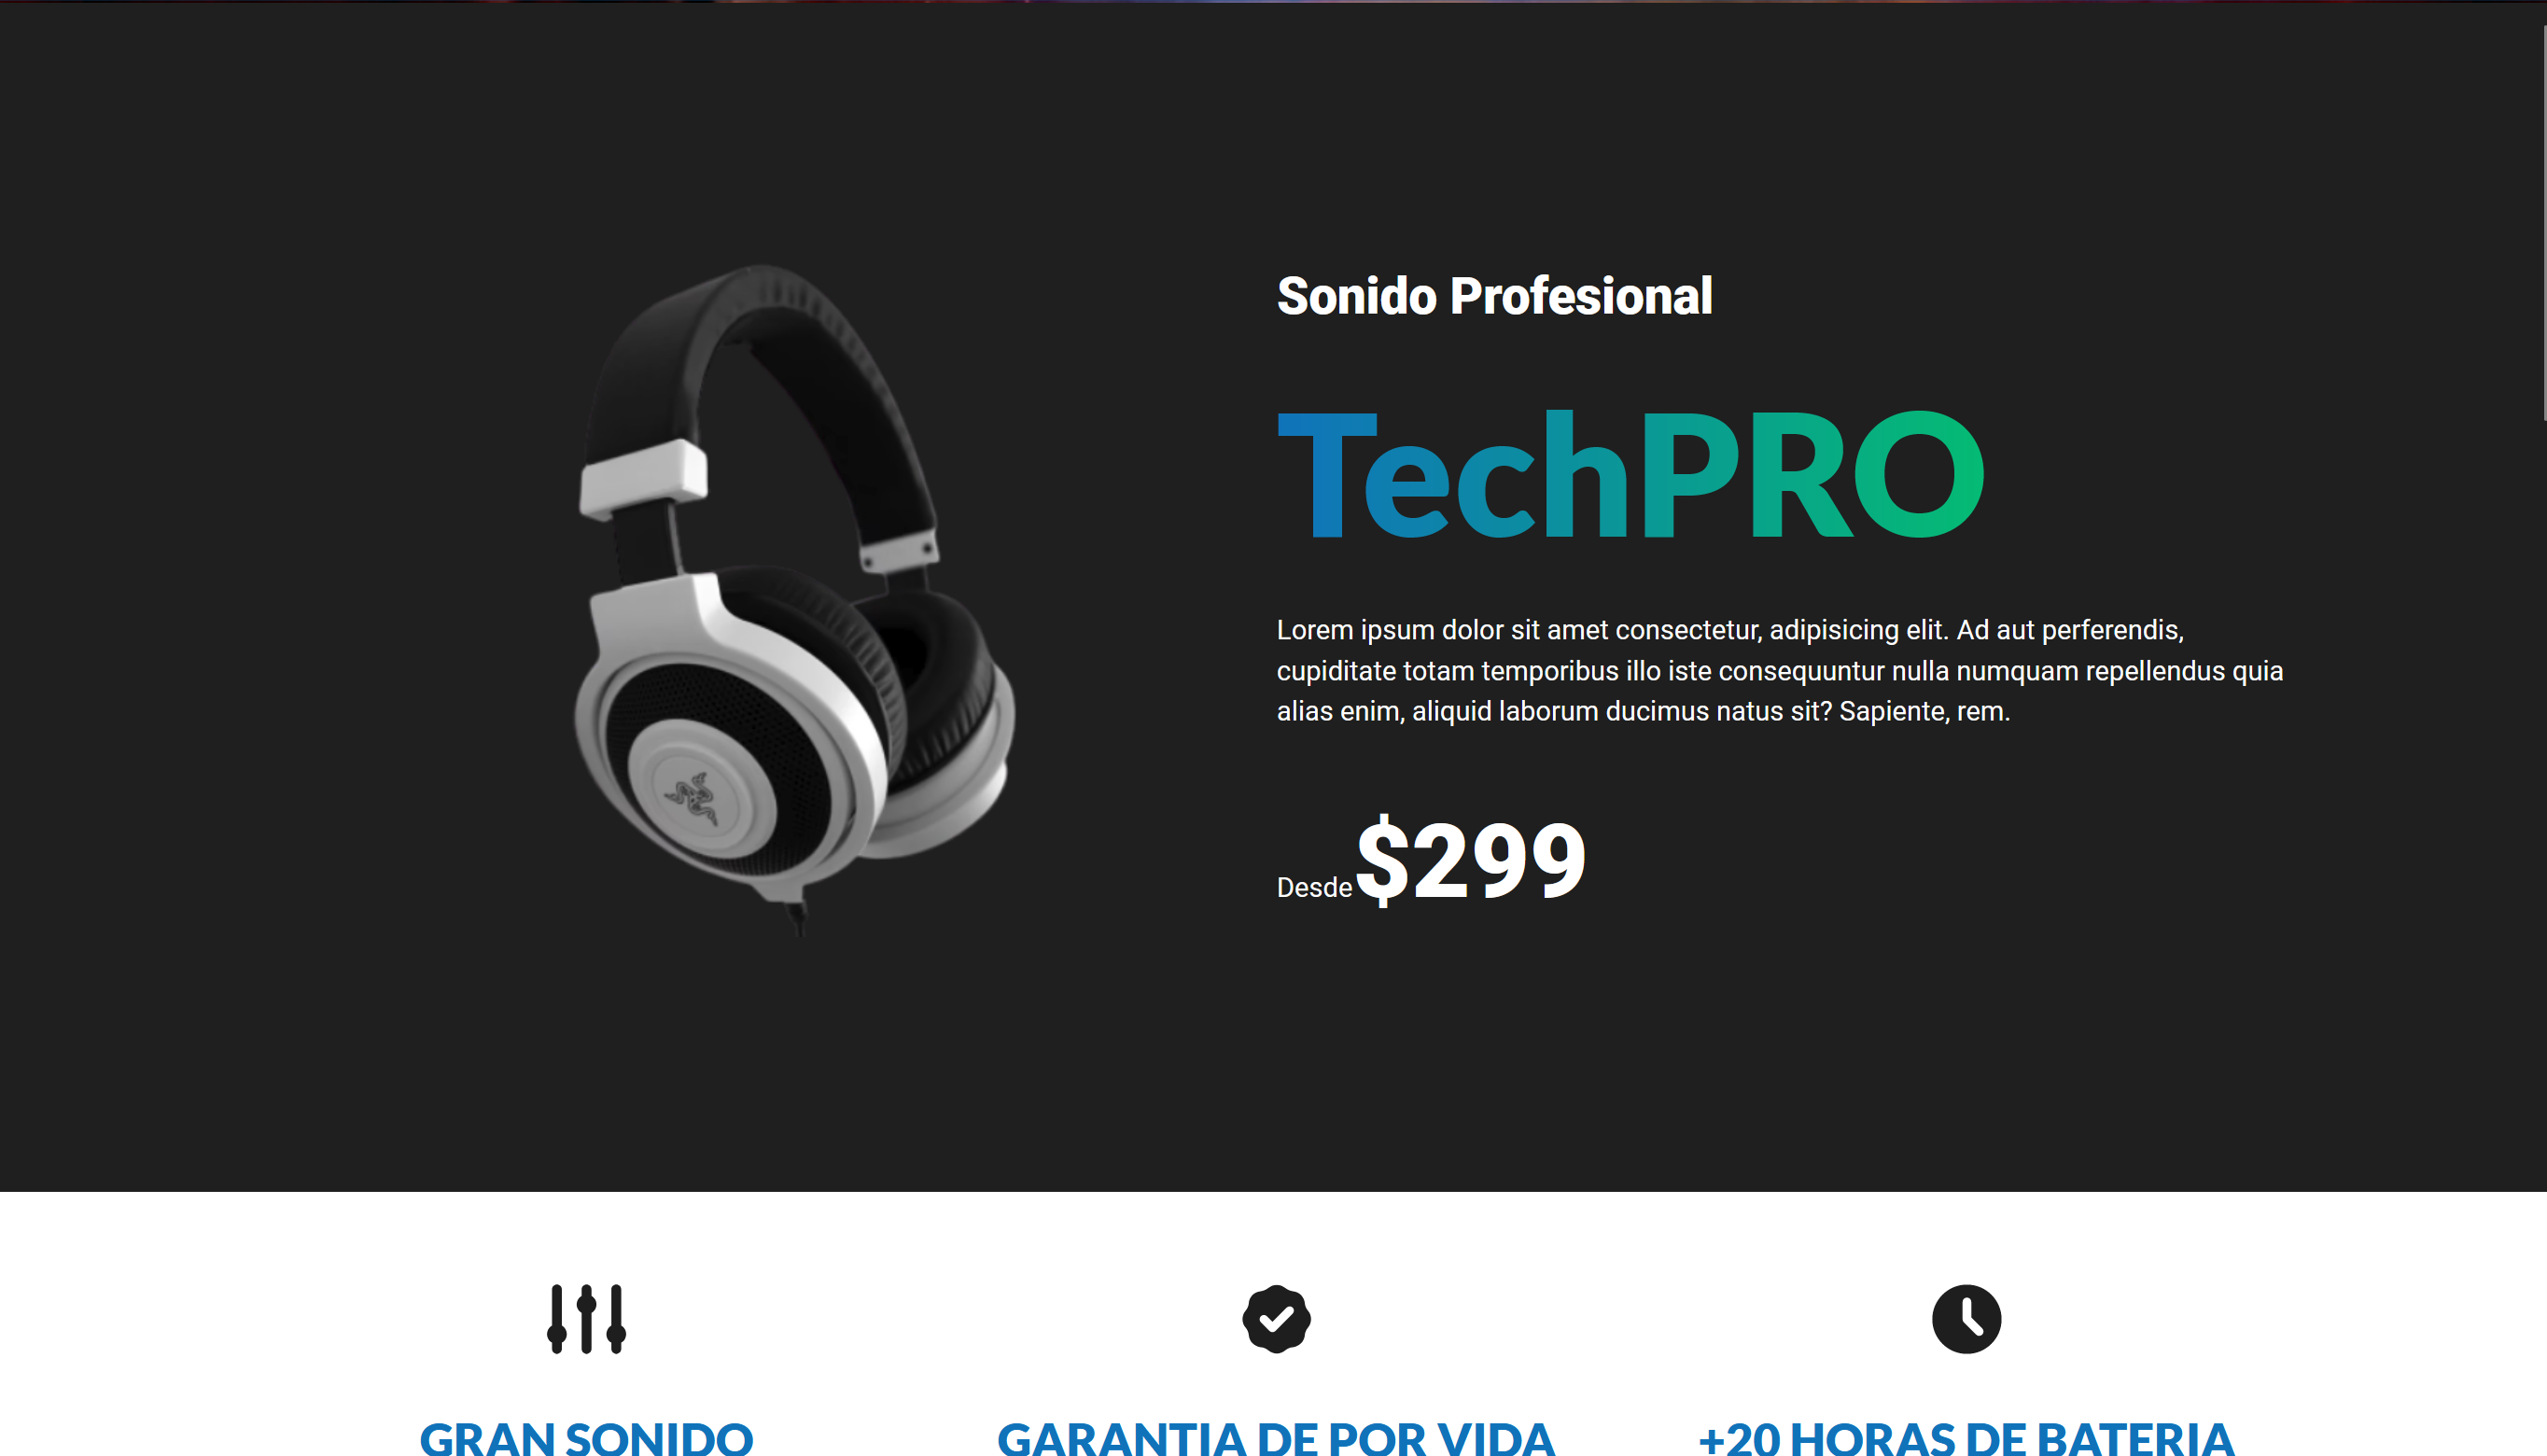 Sonido Profesional
TechPRO
Lorem ipsum dolor sit amet consectetur, adipisicing elit. Ad aut perferendis,
cupiditate totam temporibus illo iste consequuntur nulla numquam repellendus quia
alias enim, aliquid laborum ducimus natus sit? Sapiente, rem.
Desde $299
GRAN SONIDO
GARANTIA DE POR VIDA
+20 HORAS DE BATERIA